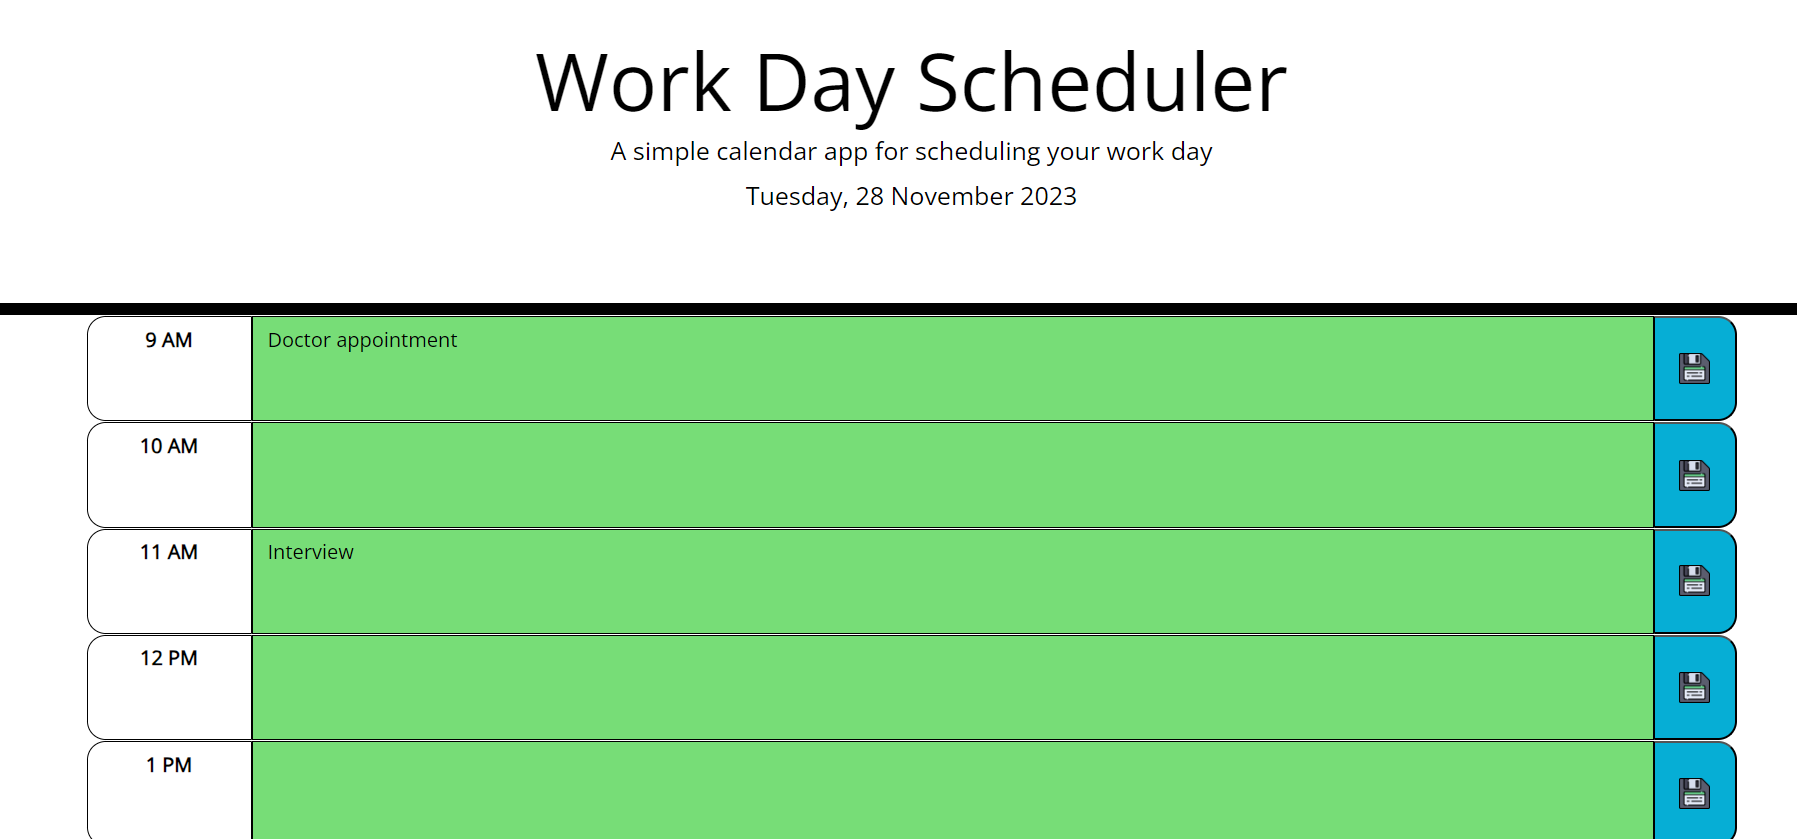 Work Day Scheduler
A simple calendar app for scheduling your work day
Tuesday, 28 November 2023
9 AM
Doctor appointment
10 AM
11 AM
Interview
12 PM
1 PM